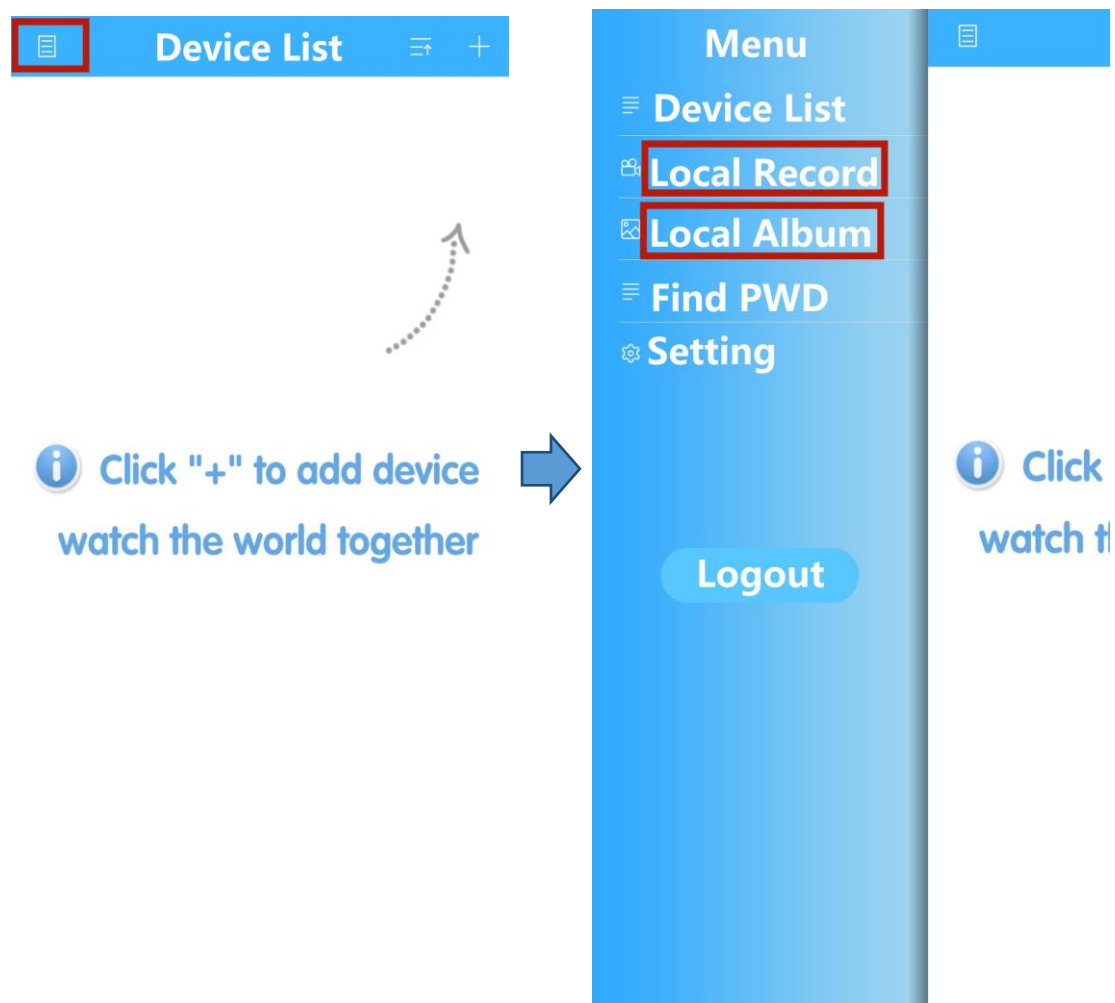 Device List
Click "+" to add device
watch the world together
Menu
Device List
Local Record
Local Album
Find PWD
Setting
Logout
Click
watch